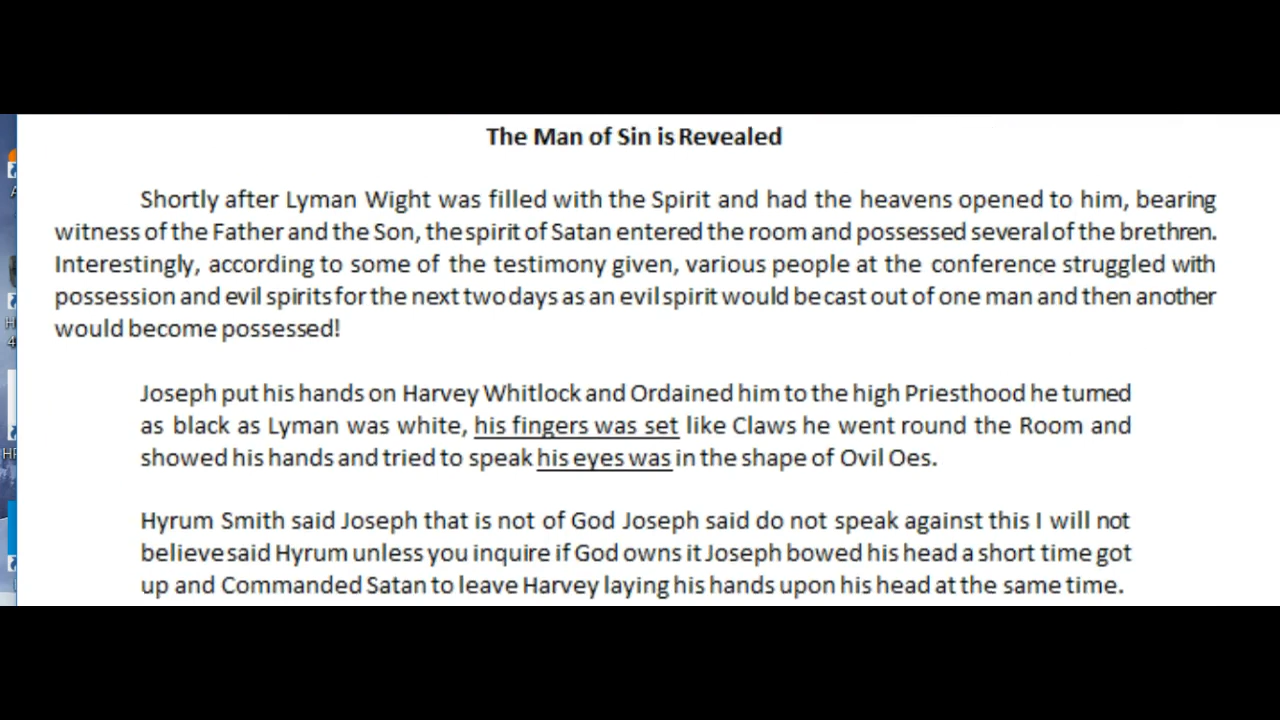 The Man of Sin is Revealed
Shortly after Lyman Wight was filled with the Spirit and had the heavens opened to him, bearing
witness of the Father and the Son, the spirit of Satan entered the room and possessed several of the brethren.
Interestingly, according to some of the testimony given, various people at the conference struggled with
possession and evil spirits for the next two days as an evil spirit would be cast out of one man and then another
would become possessed!
Joseph put his hands on Harvey Whitlock and Ordained him to the high Priesthood he turned
as black as Lyman was white, his fingers was set like Claws he went round the Room and
showed his hands and tried to speak his eyes was in the shape of Ovil Oes.
Hyrum Smith said Joseph that is not of God Joseph said do not speak against this I will not
believe said Hyrum unless you inquire if God owns it Joseph bowed his head a short time got
up and Commanded Satan to leave Harvey laying his hands upon his head at the same time.